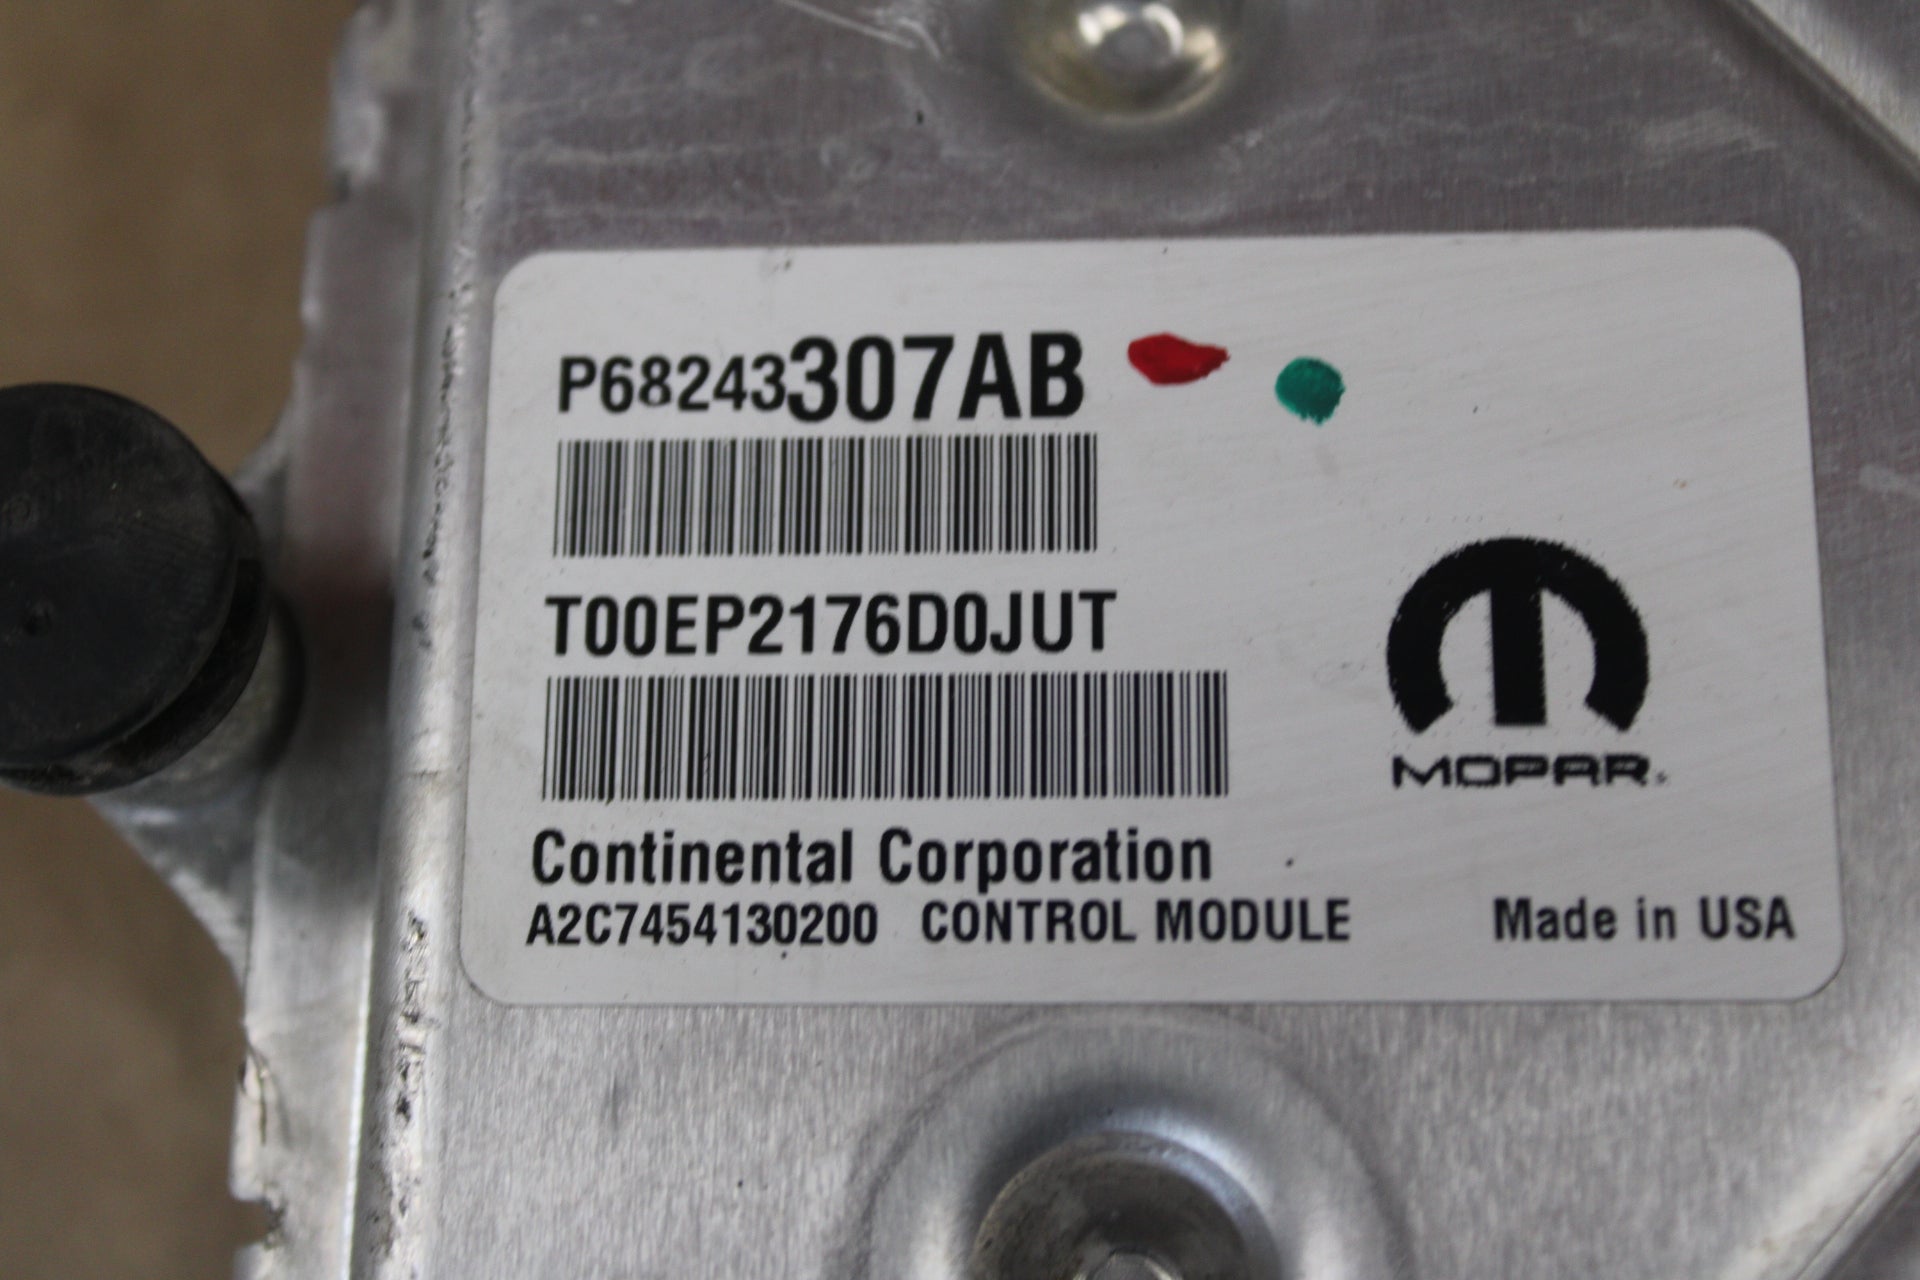 P68243307AB
T00EP2176D0JUT
MOPAR
Continental Corporation
A2C7454130200 CONTROL MODULE Made in USA